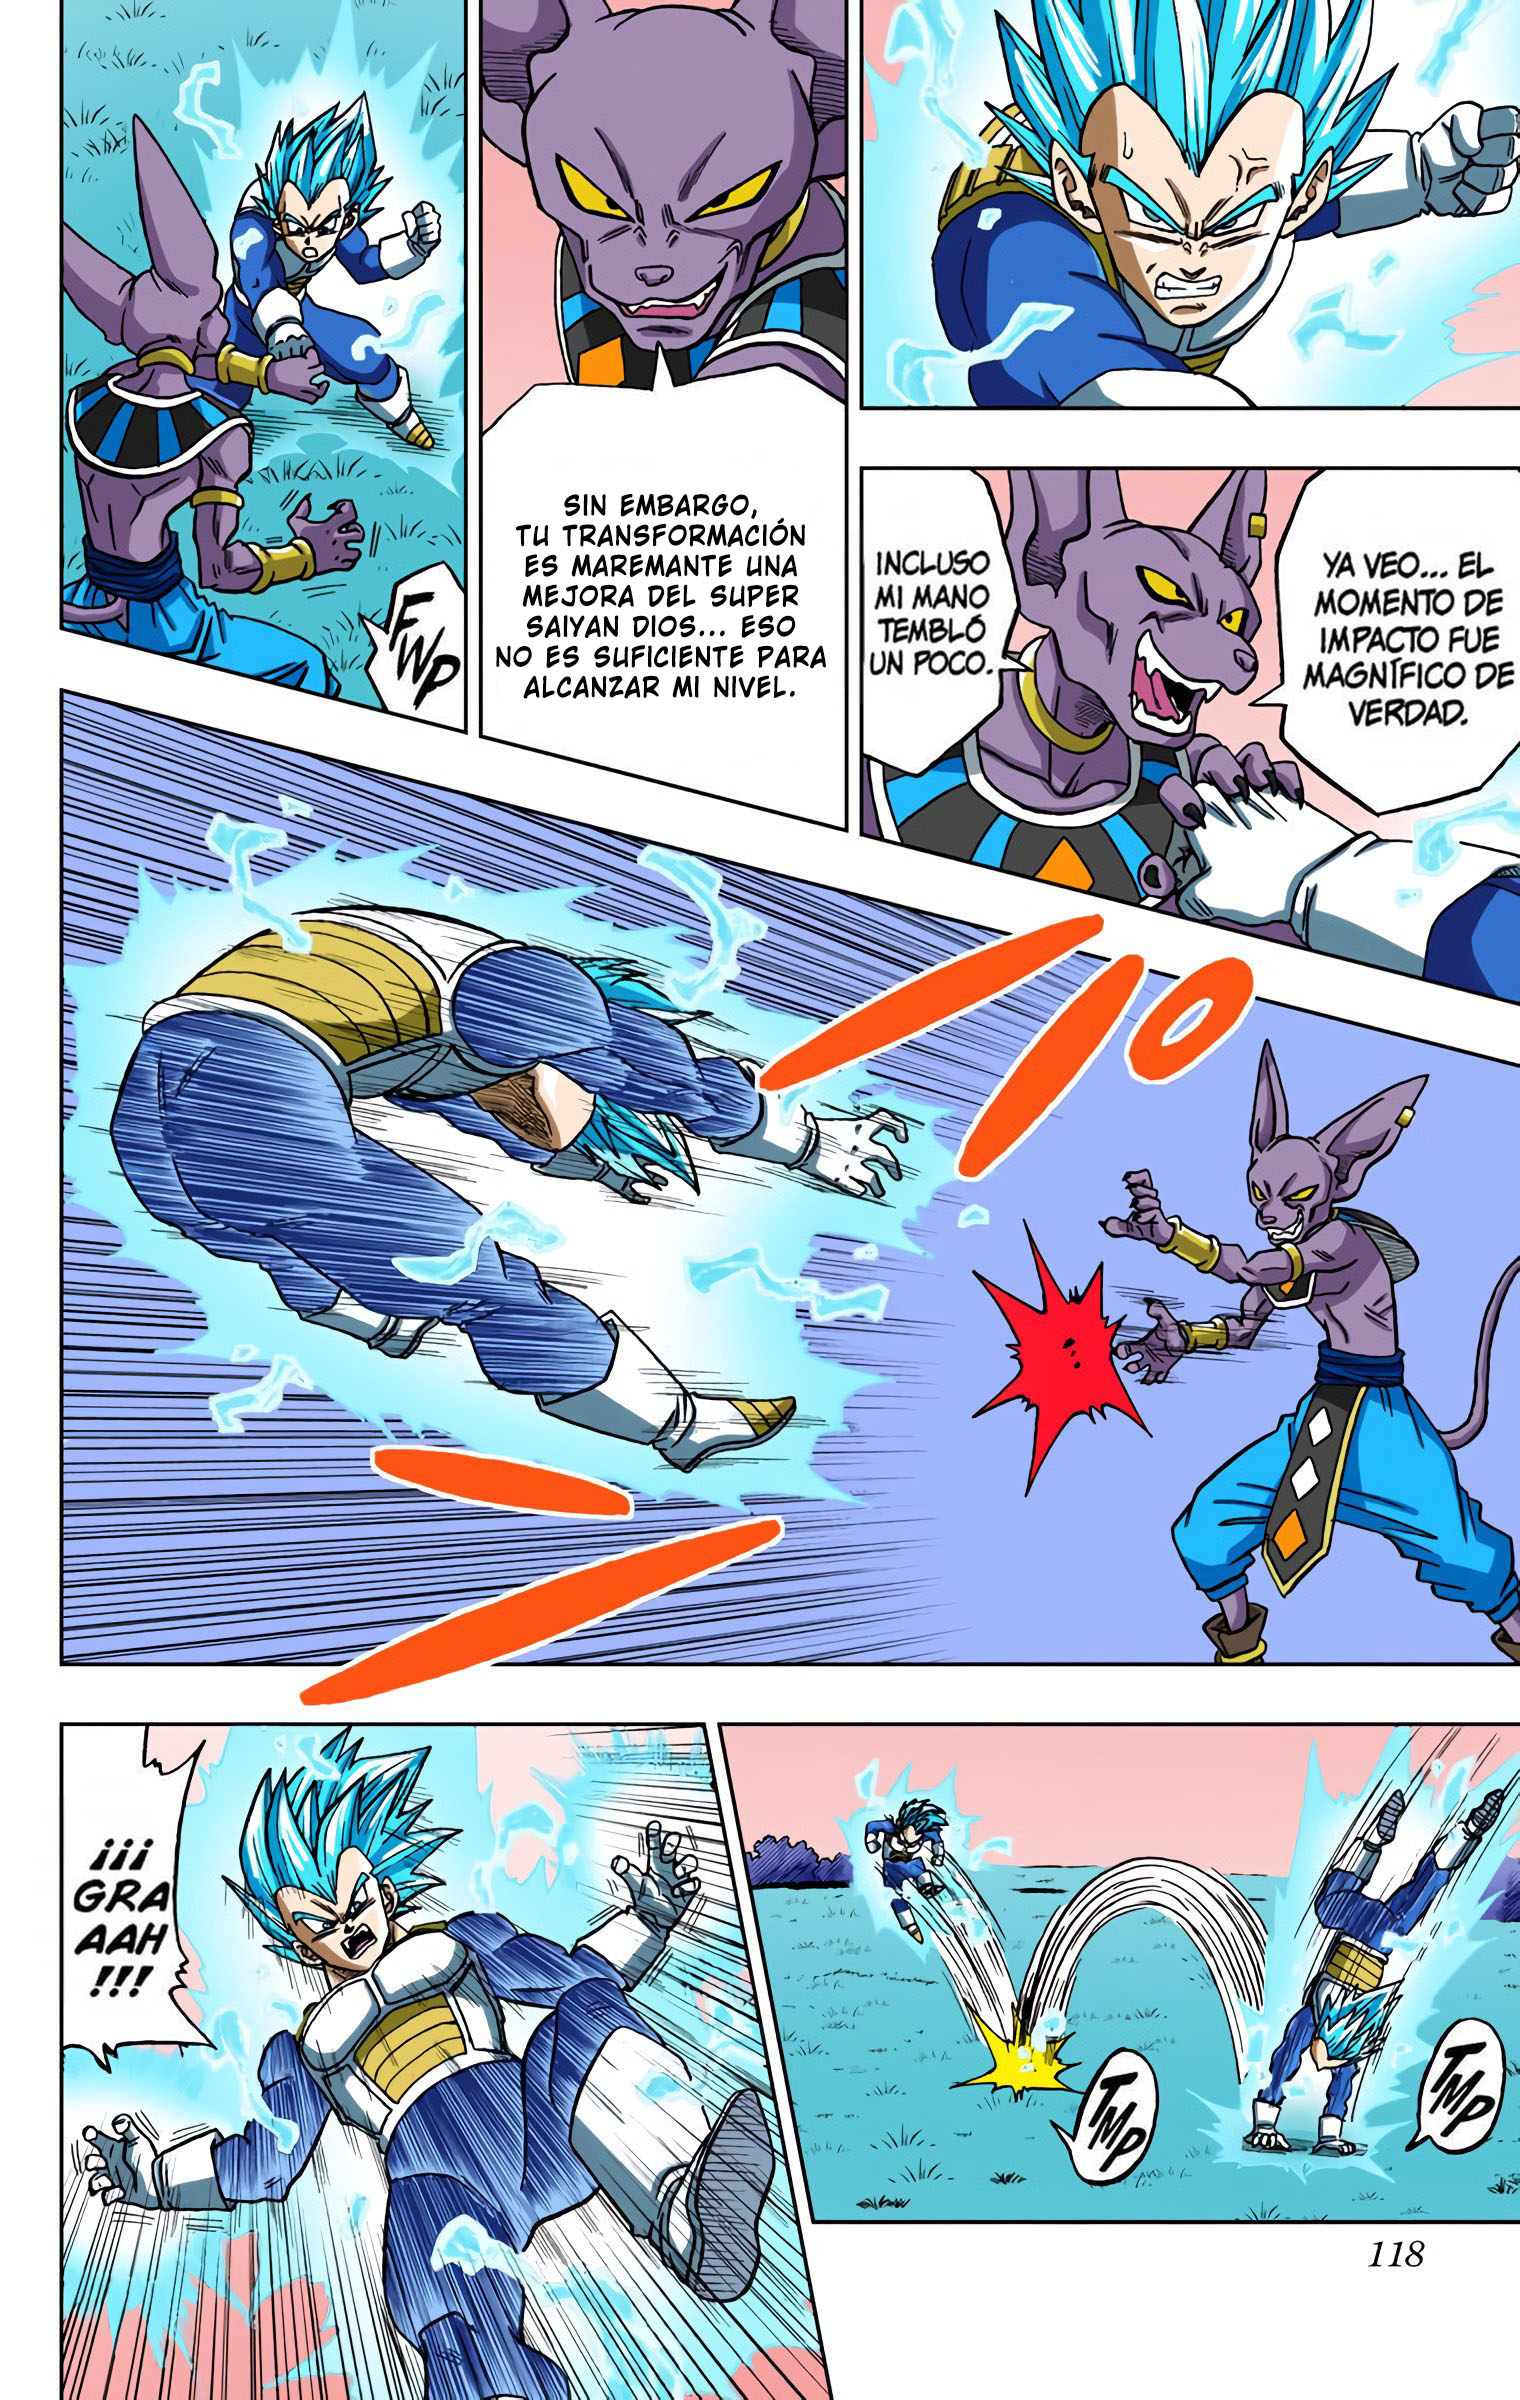 YA VEO... EL
MOMENTO DE
IMPACTO FUE
MAGNÍFICO DE
VERDAD.
INCLUSO
MI MANO
TEMBLÓ
UN POCO.
SIN EMBARGO,
TU TRANSFORMACIÓN
ES MAREMANTE UNA
MEJORA DEL SUPER
SAIYAN DIOS... ESO
NO ES SUFICIENTE PARA
ALCANZAR MI NIVEL.
FWP
TMP
TMP
¡¡¡
GRA
AAH
!!!
118